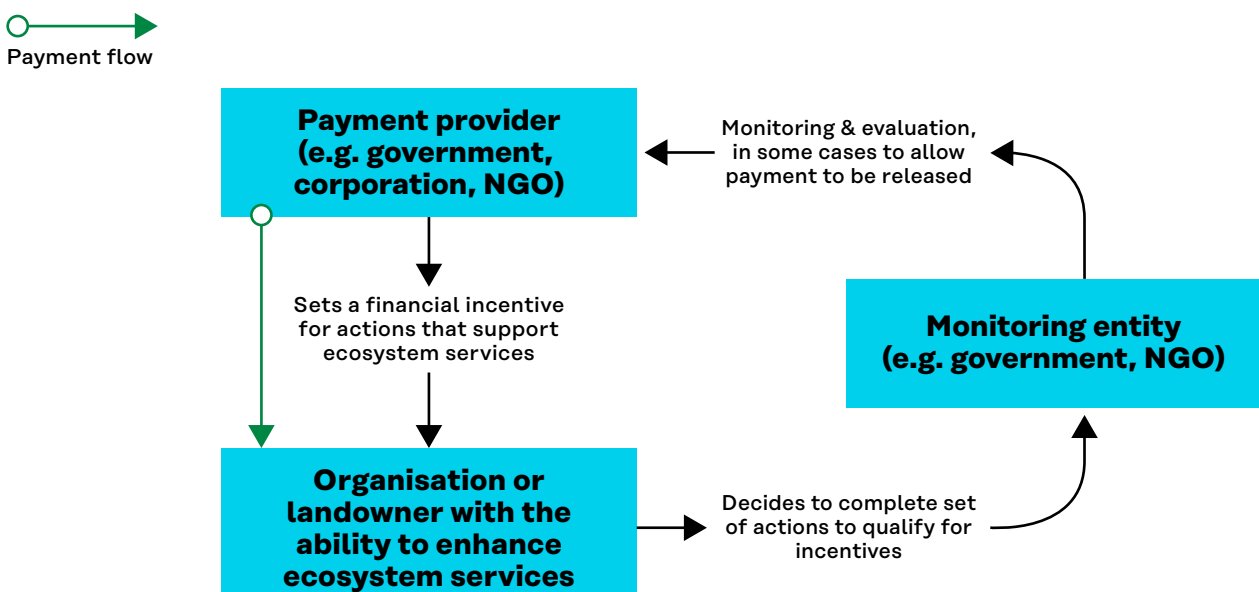 Payment flow
Payment provider
(e.g. government,
corporation, NGO)
Monitoring & evaluation,
in some cases to allow
payment to be released
Sets a financial incentive
for actions that support
ecosystem services
Monitoring entity
(e.g. government, NGO)
Organisation or
landowner with the
ability to enhance
ecosystem services
Decides to complete set
of actions to qualify for
incentives